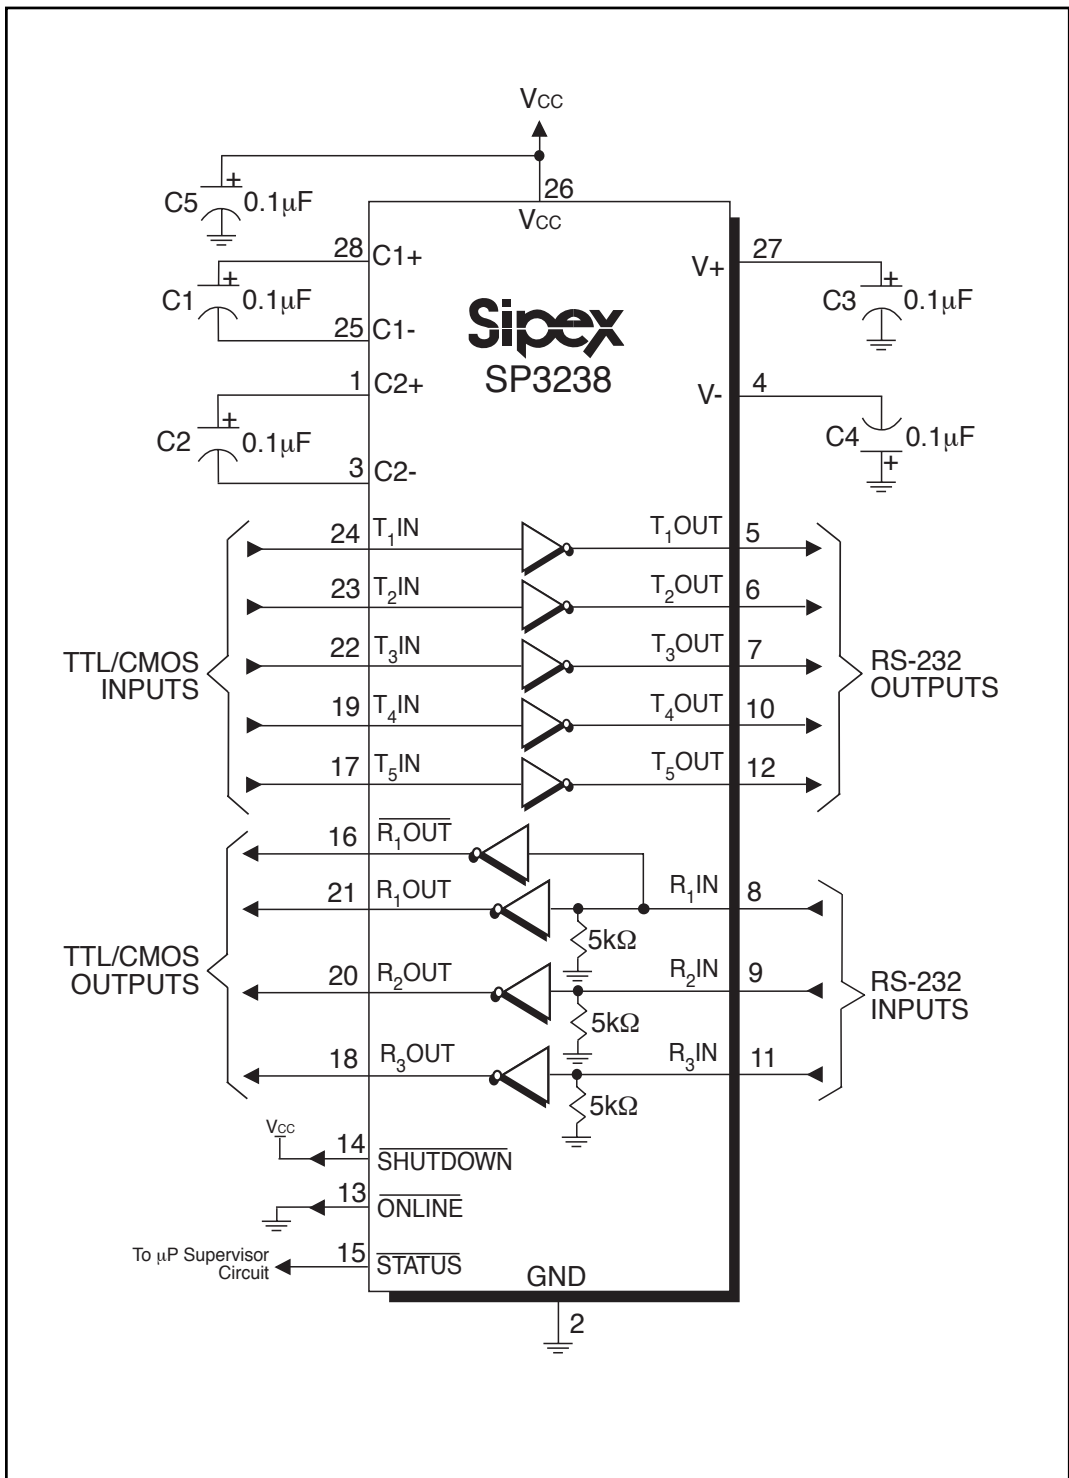 VCC
26
VCC
C5
+
0.1µF
28
C1+
C1
+
0.1µF
25
C1-
1
C2+
C2
+
0.1µF
3
C2-
Sipex
SP3238
V+
27
C3
+
0.1µF
V-
4
C4
0.1µF
+
TTL/CMOS
INPUTS
24 T1IN T1OUT 5
23 T2IN T2OUT 6
22 T3IN T3OUT 7
19 T4IN T4OUT 10
17 T5IN T5OUT 12
RS-232
OUTPUTS
TTL/CMOS
OUTPUTS
16 R1OUT
21 R1OUT R1IN 8
5kΩ
20 R2OUT R2IN 9
5kΩ
18 R3OUT R3IN 11
5kΩ
RS-232
INPUTS
VCC
14 SHUTDOWN
13 ONLINE
To µP Supervisor
Circuit
15 STATUS
GND
2